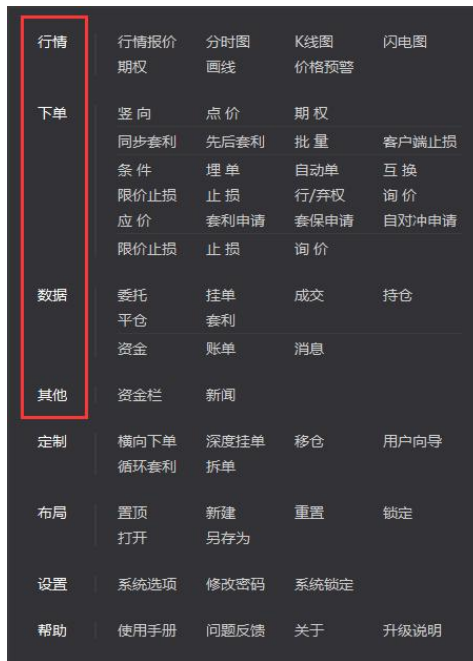 行情 行情报价 分时图 K线图 闪电图
期权 画线 价格预警
下单 竖向 点价 期权
同步套利 先后套利 批量 客户端止损
条件 埋单 自动单 互换
限价止损 止损 行/弃权 询价
应价 套利申请 套保申请 自对冲申请
限价止损 止损 询价
数据 委托 挂单 成交 持仓
平仓 套利
资金 账单 消息
其他 资金栏 新闻
定制 横向下单 深度挂单 移仓 用户向导
循环套利 拆单
布局 置顶 新建 重置 锁定
打开 另存为
设置 系统选项 修改密码 系统锁定
帮助 使用手册 问题反馈 关于 升级说明